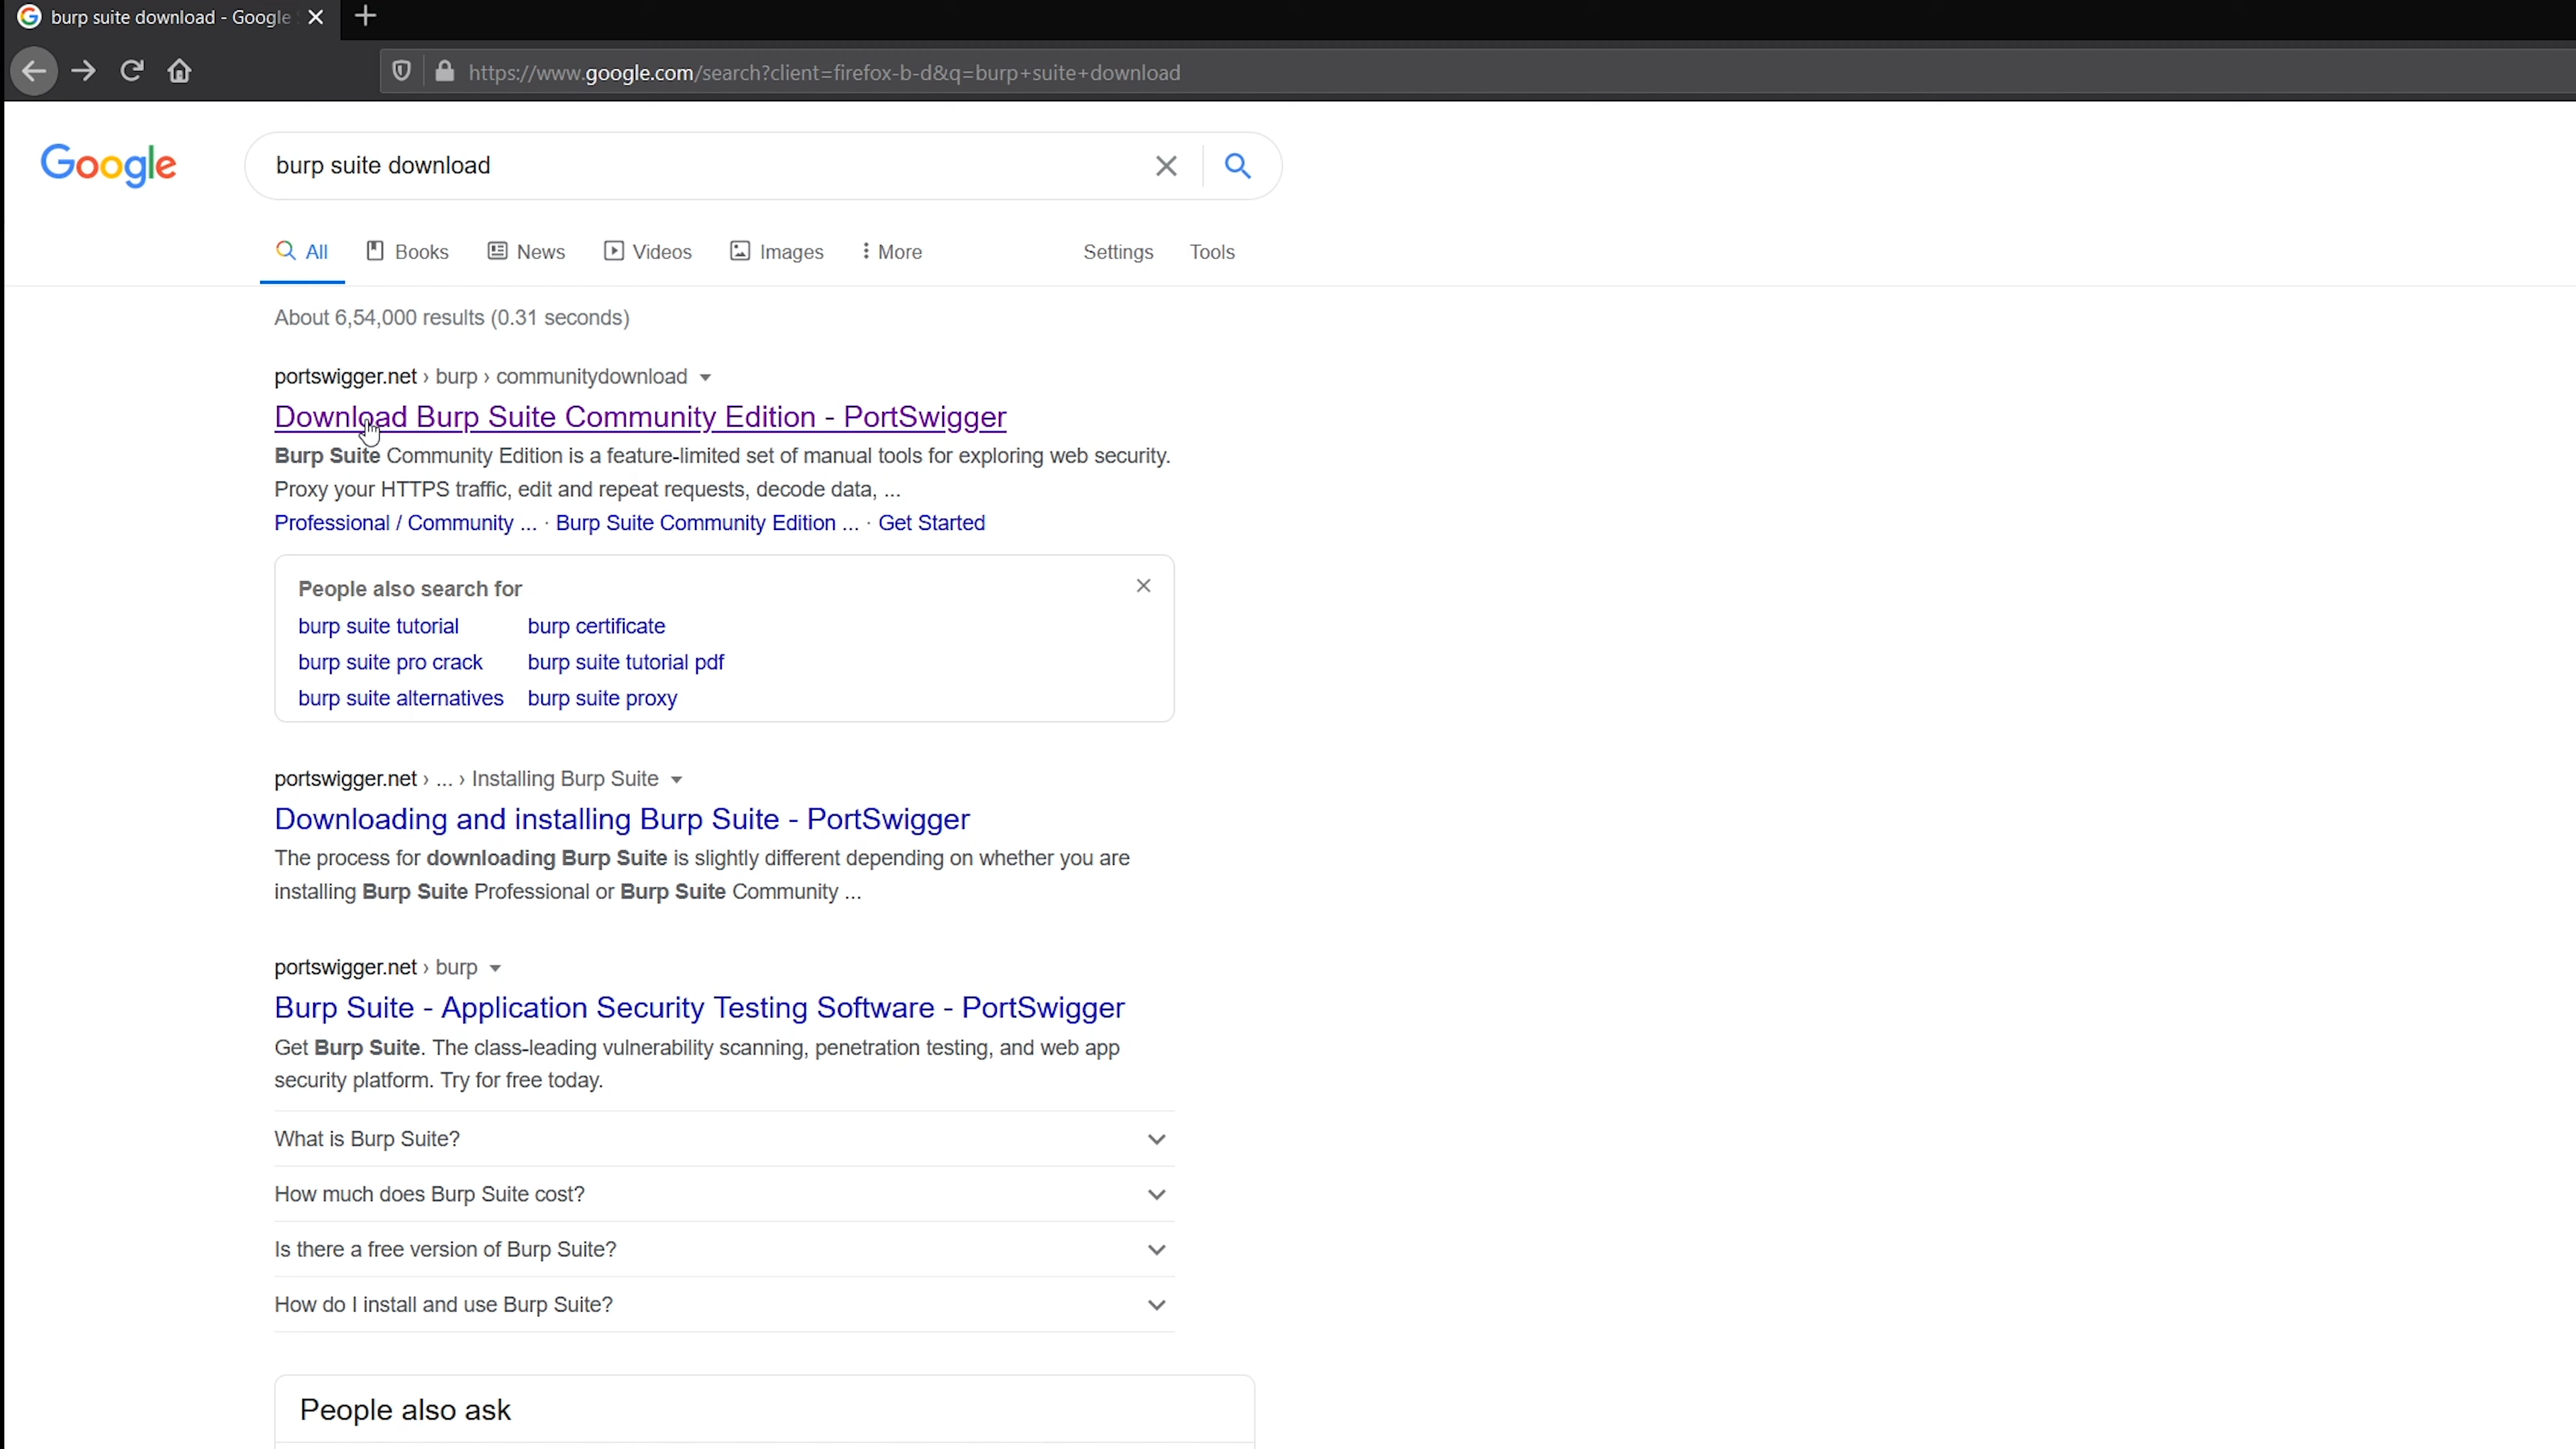 burp suite download - Google
https://www.google.com/search?client=firefox-b-d&q=burp+suite+download
Google
burp suite download
All Books News Videos Images More Settings Tools
About 6,54,000 results (0.31 seconds)
portswigger.net › burp › communitydownload
Download Burp Suite Community Edition - PortSwigger
Burp Suite Community Edition is a feature-limited set of manual tools for exploring web security.
Proxy your HTTPS traffic, edit and repeat requests, decode data, ...
Professional / Community ... · Burp Suite Community Edition ... · Get Started
People also search for
burp suite tutorial burp certificate
burp suite pro crack burp suite tutorial pdf
burp suite alternatives burp suite proxy
portswigger.net › ... › Installing Burp Suite
Downloading and installing Burp Suite - PortSwigger
The process for downloading Burp Suite is slightly different depending on whether you are
installing Burp Suite Professional or Burp Suite Community ...
portswigger.net › burp
Burp Suite - Application Security Testing Software - PortSwigger
Get Burp Suite. The class-leading vulnerability scanning, penetration testing, and web app
security platform. Try for free today.
What is Burp Suite?
How much does Burp Suite cost?
Is there a free version of Burp Suite?
How do I install and use Burp Suite?
People also ask